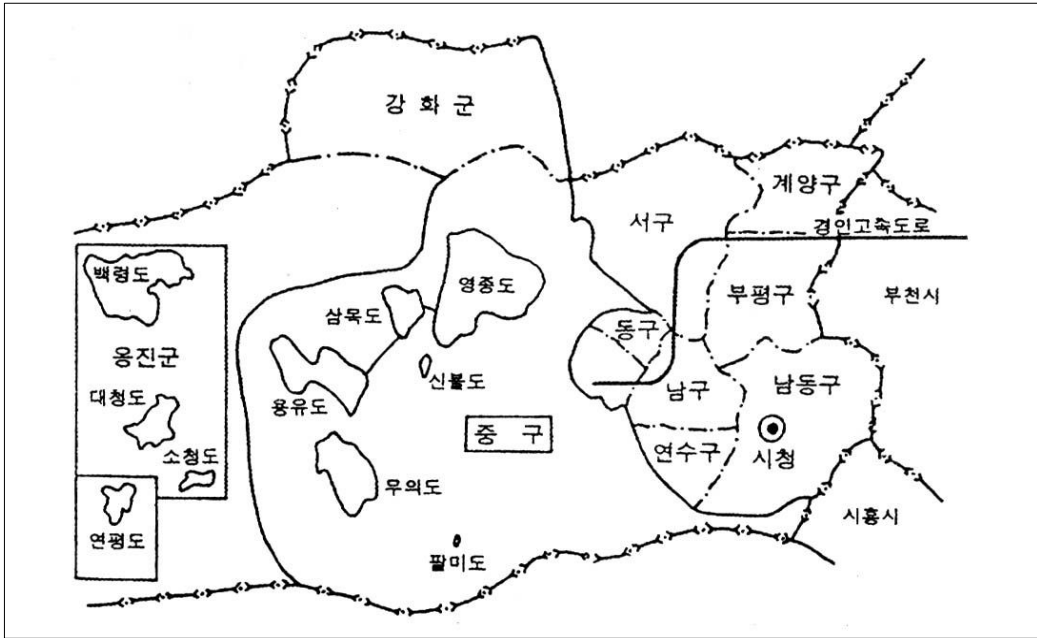 강 화 군
계양구
서구
경인고속도로
백령도
영종도
부평구
부천시
삼목도
동구
옹진군
신불도
남구
남동구
대청도
용유도
중 구
연수구
시청
소청도
무의도
시흥시
연평도
팔미도